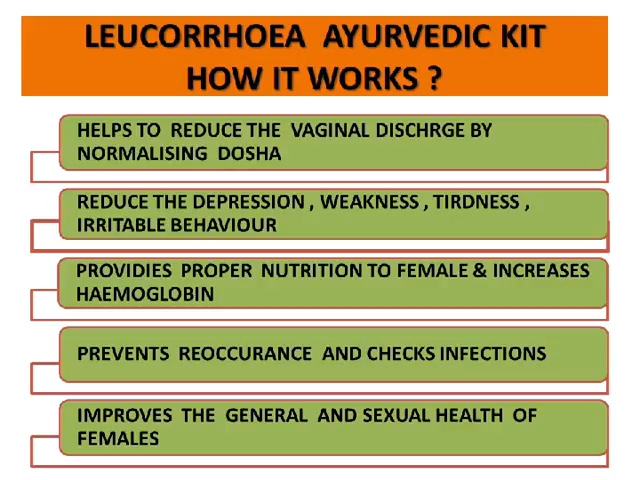 LEUCORRHOEA AYURVEDIC KIT
HOW IT WORKS ?
HELPS TO REDUCE THE VAGINAL DISCHRGE BY
NORMALISING DOSHA
REDUCE THE DEPRESSION , WEAKNESS , TIRDNESS ,
IRRITABLE BEHAVIOUR
PROVIDIES PROPER NUTRITION TO FEMALE & INCREASES
HAEMOGLOBIN
PREVENTS REOCCURANCE AND CHECKS INFECTIONS
IMPROVES THE GENERAL AND SEXUAL HEALTH OF
FEMALES